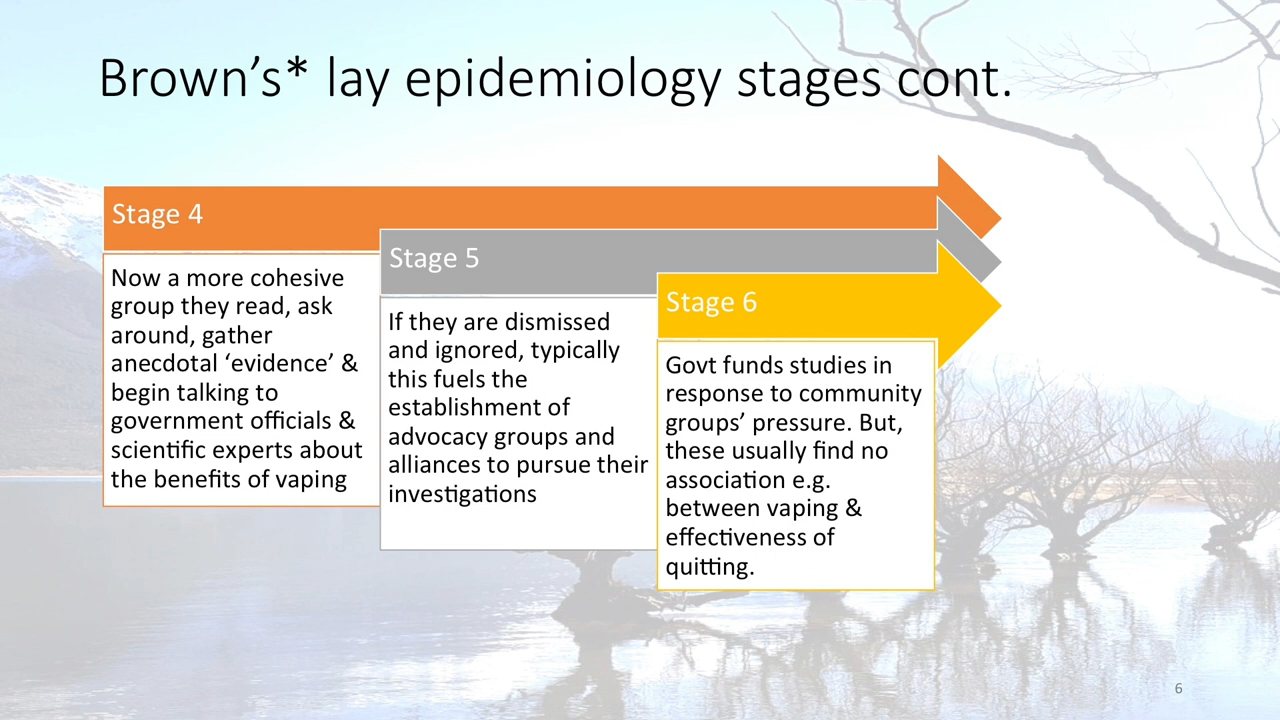 Brown’s* lay epidemiology stages cont.
Stage 4
Now a more cohesive
group they read, ask
around, gather
anecdotal ‘evidence’ &
begin talking to
government officials &
scientific experts about
the benefits of vaping
Stage 5
If they are dismissed
and ignored, typically
this fuels the
establishment of
advocacy groups and
alliances to pursue their
investigations
Stage 6
Govt funds studies in
response to community
groups’ pressure. But,
these usually find no
association e.g.
between vaping &
effectiveness of
quitting.
6